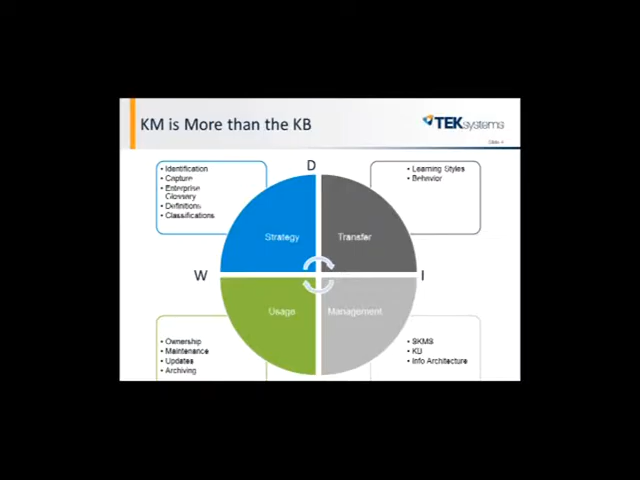 KM is More than the KB
TEKsystems
D
• Identification
• Capture
• Enterprise
Glossary
• Definitions
• Classifications
• Learning Styles
• Behavior
Strategy
Transfer
W
I
Usage
Management
• Ownership
• Maintenance
• Updates
• Archiving
• SKMS
• KU
• Info Architecture